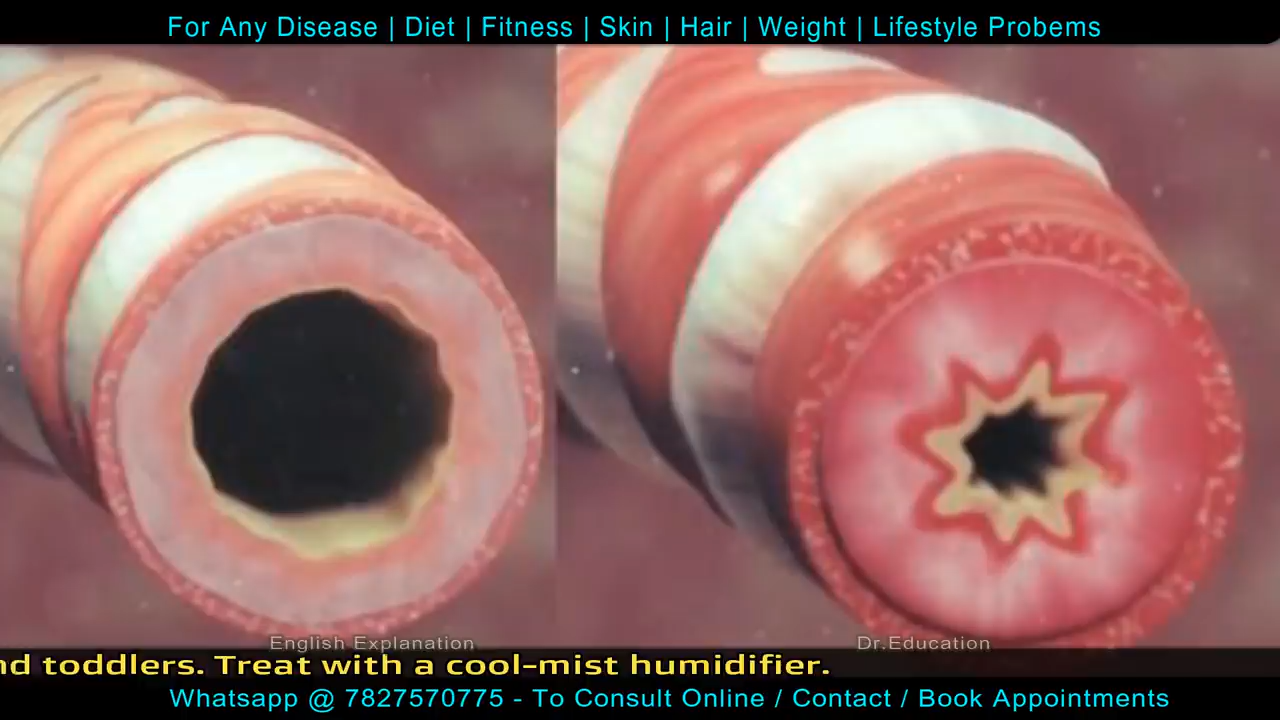 For Any Disease | Diet | Fitness | Skin | Hair | Weight | Lifestyle Probems
English Explanation
Dr.Education
nd toddlers. Treat with a cool-mist humidifier.
Whatsapp @ 7827570775 - To Consult Online / Contact / Book Appointments